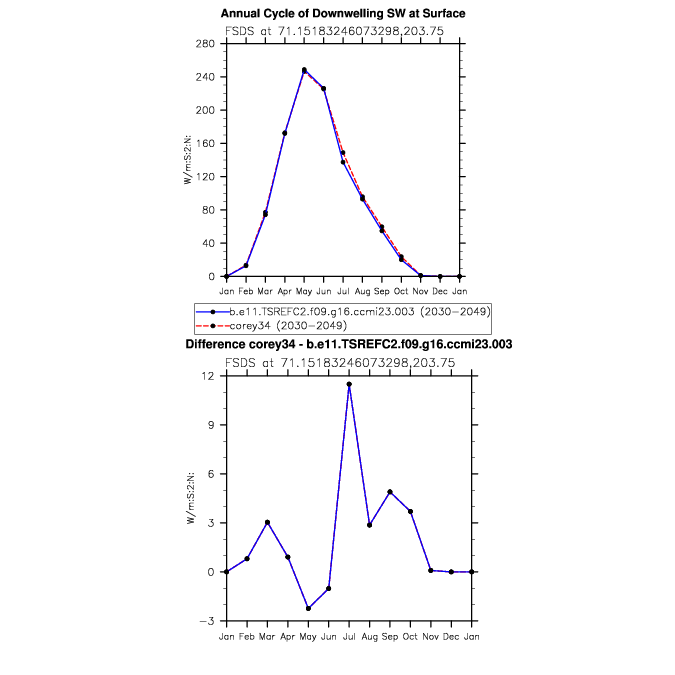 Annual Cycle of Downwelling SW at Surface
FSDS at 71.15183246073298,203.75
280
240
200
160
120
80
40
0
W/m:S:2:N:
Jan Feb Mar Apr May Jun Jul Aug Sep Oct Nov Dec Jan
b.e11.TSREFC2.f09.g16.ccmi23.003 (2030-2049)
corey34 (2030-2049)
Difference corey34 - b.e11.TSREFC2.f09.g16.ccmi23.003
FSDS at 71.15183246073298,203.75
12
9
6
3
0
-3
W/m:S:2:N:
Jan Feb Mar Apr May Jun Jul Aug Sep Oct Nov Dec Jan